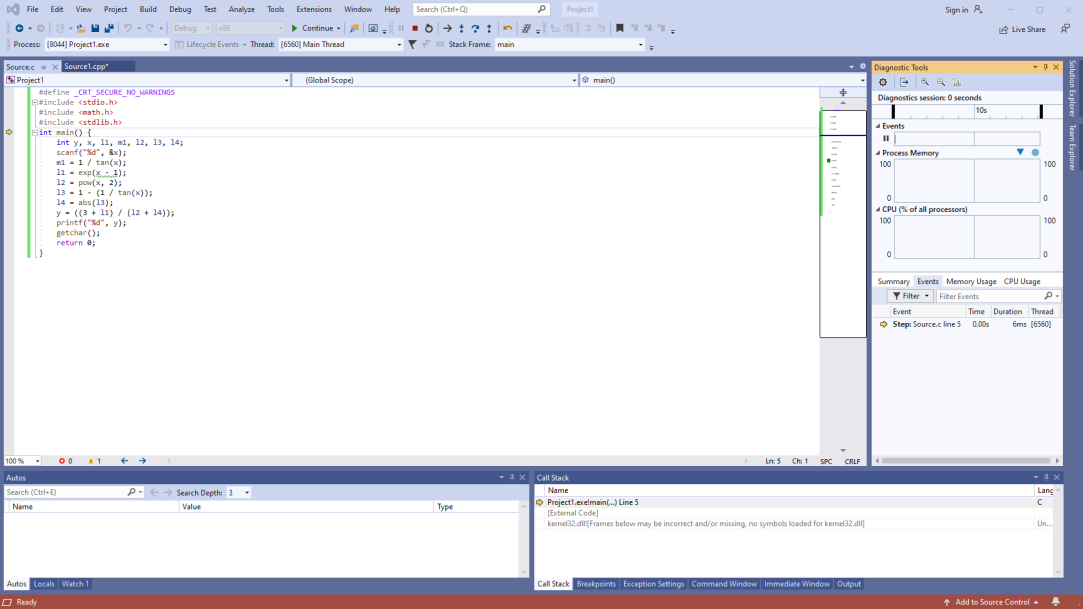 File Edit View Project Build Debug Test Analyze Tools Extensions Window Help Search (Ctrl+Q) Project1 Sign in
Debug x86 Continue Live Share
Process: [8044] Project1.exe Lifecycle Events Thread: [6560] Main Thread Stack Frame: main
Source.c Source1.cpp*
Project1 (Global Scope) main()
#define _CRT_SECURE_NO_WARNINGS
#include <stdio.h>
#include <math.h>
#include <stdlib.h>
int main() {
int y, x, l1, m1, l2, l3, l4;
scanf("%d", &x);
m1 = 1 / tan(x);
l1 = exp(x - 1);
l2 = pow(x, 2);
l3 = 1 - (1 / tan(x));
l4 = abs(l3);
y = ((3 + l1) / (l2 + l4));
printf("%d", y);
getchar();
return 0;
}
100 % 0 1 Ln: 5 Ch: 1 SPC CRLF
Diagnostic Tools
Diagnostics session: 0 seconds
10s
Events
Process Memory
100 100
0 0
CPU (% of all processors)
100 100
0 0
Summary Events Memory Usage CPU Usage
Filter Filter Events
Event Time Duration Thread
Step: Source.c line 5 0.00s 6ms [6560]
Solution Explorer
Team Explorer
Autos
Search (Ctrl+E) Search Depth: 3
Name Value Type
Autos Locals Watch 1
Call Stack
Name Lang
Project1.exe!main(...) Line 5 C
[External Code]
kernel32.dll![Frames below may be incorrect and/or missing, no symbols loaded for kernel32.dll] Un...
Call Stack Breakpoints Exception Settings Command Window Immediate Window Output
Ready Add to Source Control